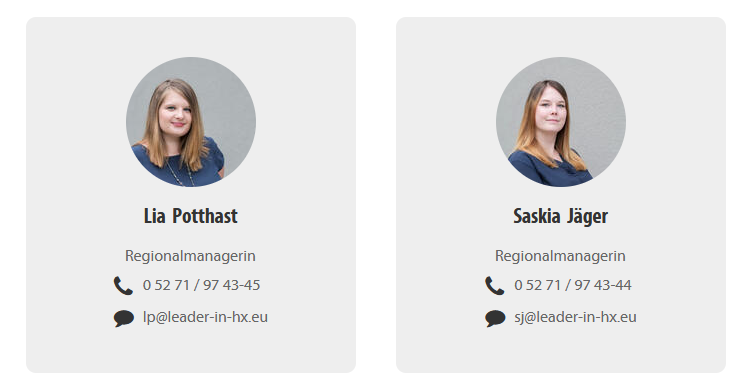 Lia Potthast
Regionalmanagerin
0 52 71 / 97 43-45
lp@leader-in-hx.eu
Saskia Jäger
Regionalmanagerin
0 52 71 / 97 43-44
sj@leader-in-hx.eu